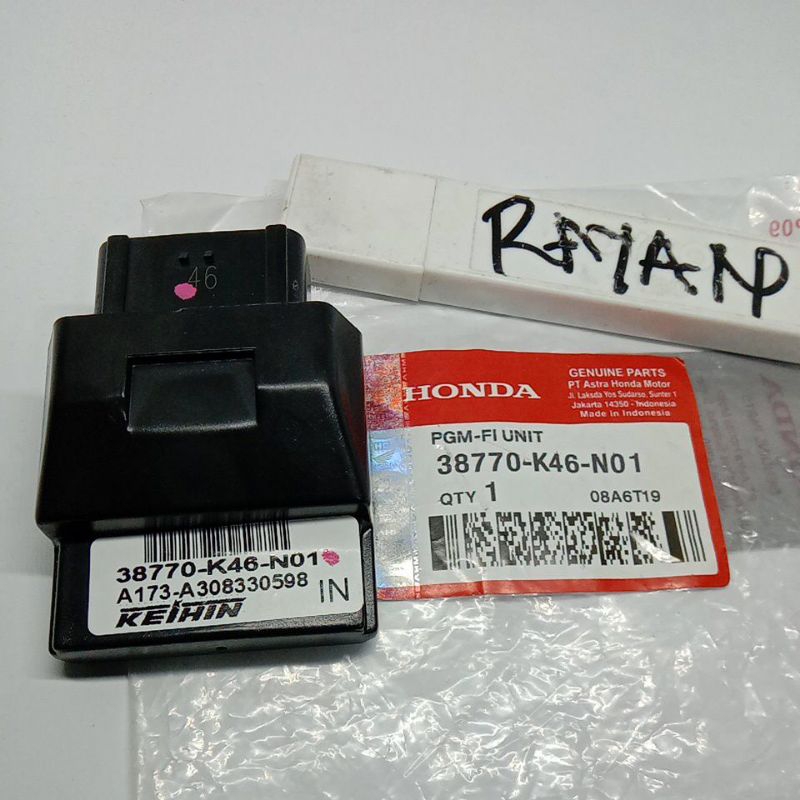 RAYAN
46
HONDA
GENUINE PARTS
PT Astra Honda Motor
Jl. Laksda Yos Sudarso, Sunter 1
Jakarta 14350 - Indonesia
Made in Indonesia
PGM-FI UNIT
38770-K46-N01
QTY 1
08A6T19
38770-K46-N01
A173-A308330598
IN
KEIHIN